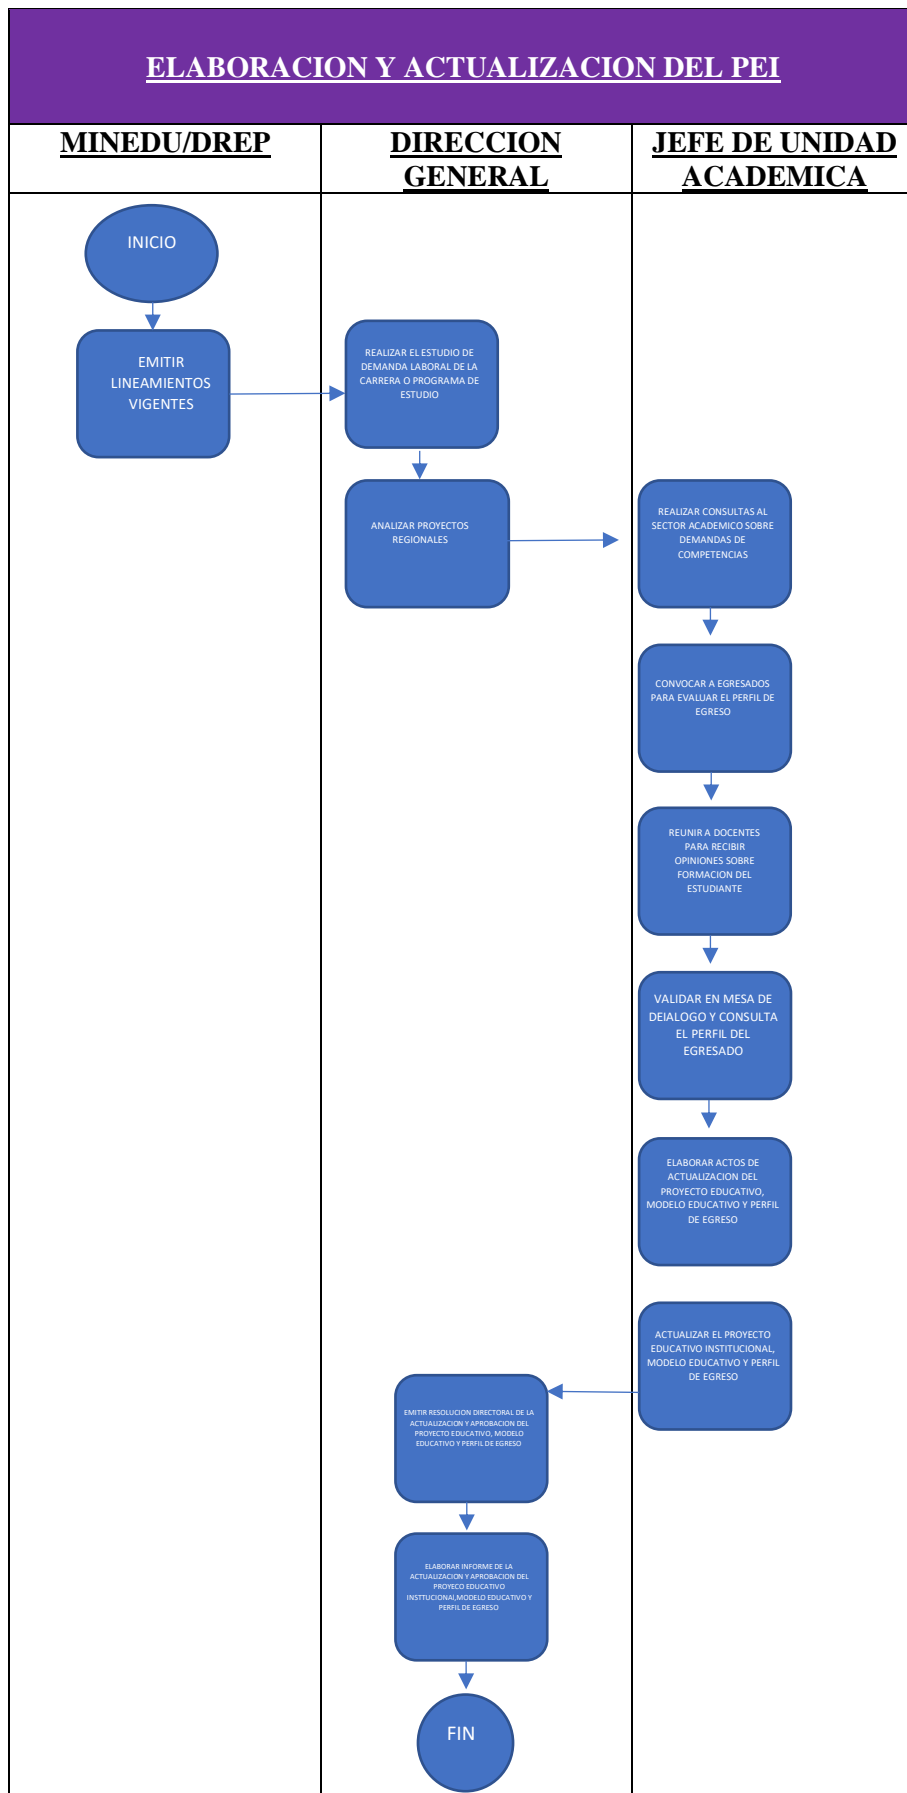 ELABORACION Y ACTUALIZACION DEL PEI
MINEDU/DREP
DIRECCION
GENERAL
JEFE DE UNIDAD
ACADEMICA
INICIO
EMITIR
LINEAMIENTOS
VIGENTES
REALIZAR EL ESTUDIO DE
DEMANDA LABORAL DE LA
CARRERA O PROGRAMA DE
ESTUDIO
ANALIZAR PROYECTOS
REGIONALES
REALIZAR CONSULTAS AL
SECTOR ACADEMICO SOBRE
DEMANDAS DE
COMPETENCIAS
CONVOCAR A EGRESADOS
PARA EVALUAR EL PERFIL DE
EGRESO
REUNIR A DOCENTES
PARA RECIBIR
OPINIONES SOBRE
FORMACION DEL
ESTUDIANTE
VALIDAR EN MESA DE
DEIALOGO Y CONSULTA
EL PERFIL DEL
EGRESADO
ELABORAR ACTOS DE
ACTUALIZACION DEL
PROYECTO EDUCATIVO,
MODELO EDUCATIVO Y PERFIL
DE EGRESO
ACTUALIZAR EL PROYECTO
EDUCATIVO INSTITUCIONAL,
MODELO EDUCATIVO Y PERFIL
DE EGRESO
EMITIR RESOLUCION DIRECTORAL DE LA
ACTUALIZACION Y APROBACION DEL
PROYECTO EDUCATIVO, MODELO
EDUCATIVO Y PERFIL DE EGRESO
ELABORAR INFORME DE LA
ACTUALIZACION Y APROBACION DEL
PROYECO EDUCATIVO
INSTTUCIONAl,MODELO EDUCATIVO Y
PERFIL DE EGRESO
FIN